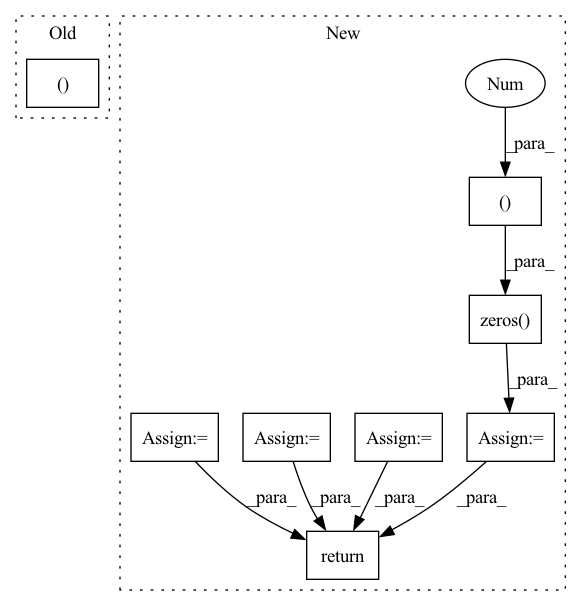 Old
New
()
Num
_para_
()
_para_
zeros()
_para_
Assign:=
Assign:=
Assign:=
Assign:=
_para_
_para_
_para_
_para_
return